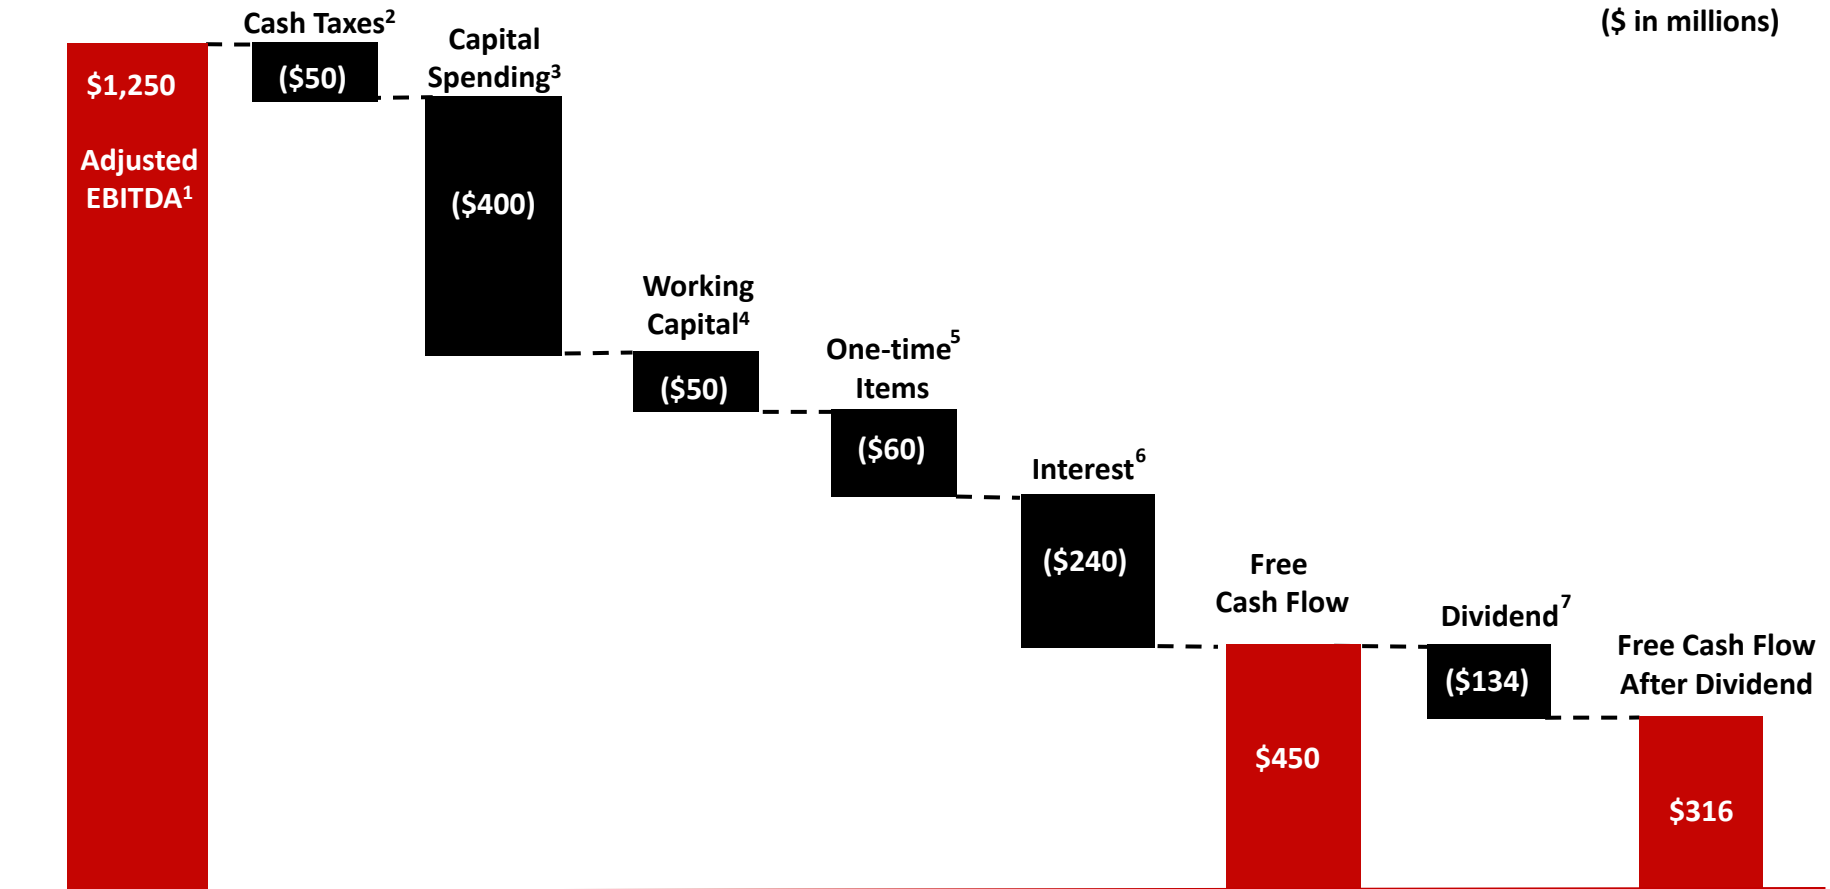 ($ in millions)
$1,250
Adjusted
EBITDA¹
Cash Taxes²
($50)
Capital
Spending³
($400)
Working
Capital⁴
($50)
One-time⁵
Items
($60)
Interest⁶
($240)
Free
Cash Flow
$450
Dividend⁷
($134)
Free Cash Flow
After Dividend
$316